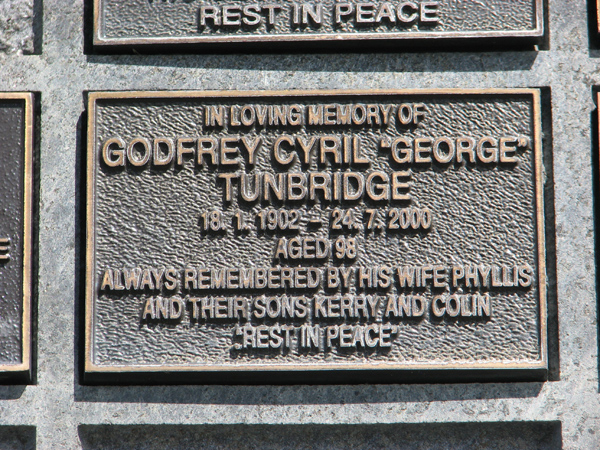 REST IN PEACE
IN LOVING MEMORY OF
GODFREY CYRIL "GEORGE"
TUNBRIDGE
18. 1. 1902 - 24. 7. 2000
AGED 98
ALWAYS REMEMBERED BY HIS WIFE PHYLLIS
AND THEIR SONS KERRY AND COLIN
"REST IN PEACE"